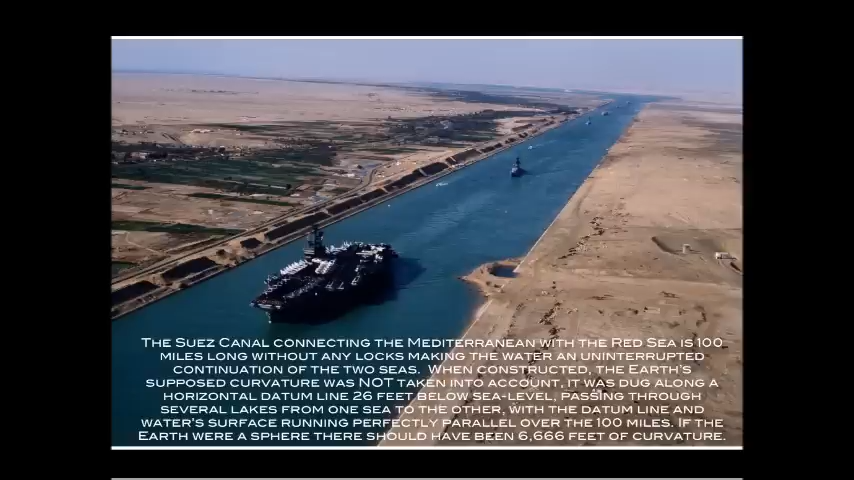 The Suez Canal connecting the Mediterranean with the Red Sea is 100
miles long without any locks making the water an uninterrupted
continuation of the two seas. When constructed, the Earth's
supposed curvature was NOT taken into account, it was dug along a
horizontal datum line 26 feet below sea-level, passing through
several lakes from one sea to the other, with the datum line and
water's surface running perfectly parallel over the 100 miles. If the
Earth were a sphere there should have been 6,666 feet of curvature.